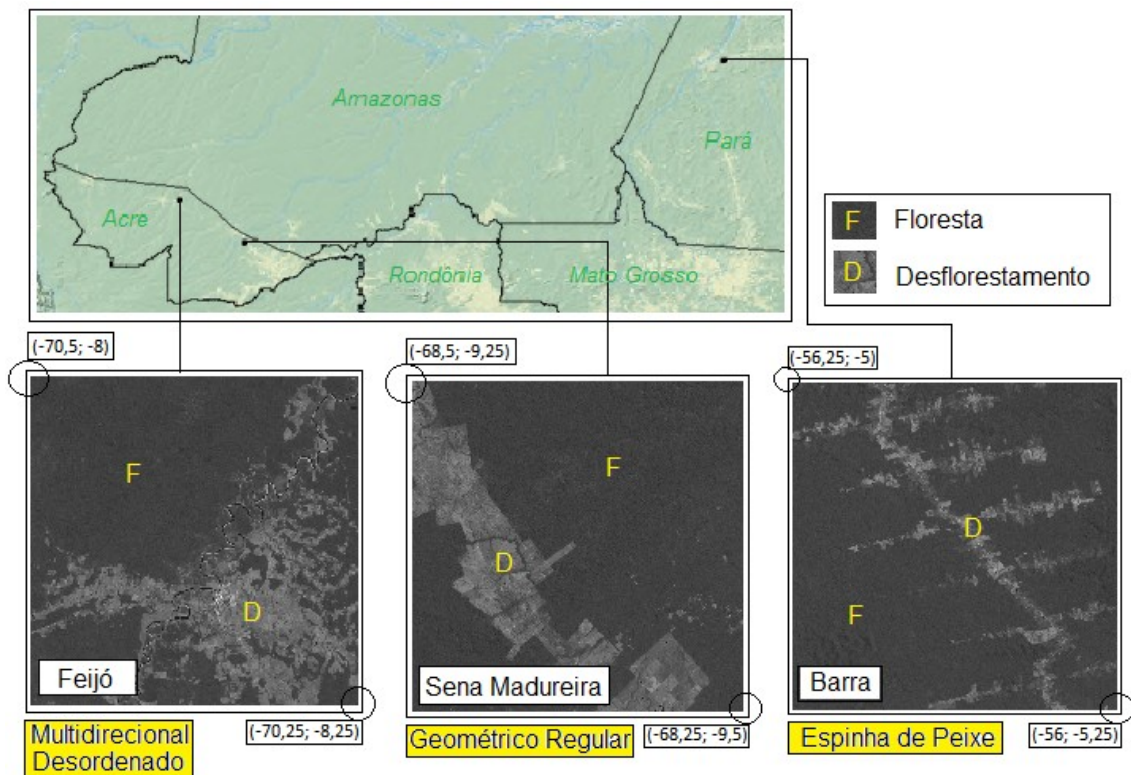 Amazonas
Pará
Acre
Rondônia
Mato Grosso
F Floresta
D Desflorestamento
(-70,5; -8)
(-68,5; -9,25)
(-56,25; -5)
F
D
Feijó
(-70,25; -8,25)
Multidirecional
Desordenado
F
D
Sena Madureira
(-68,25; -9,5)
Geométrico Regular
D
F
Barra
(-56; -5,25)
Espinha de Peixe